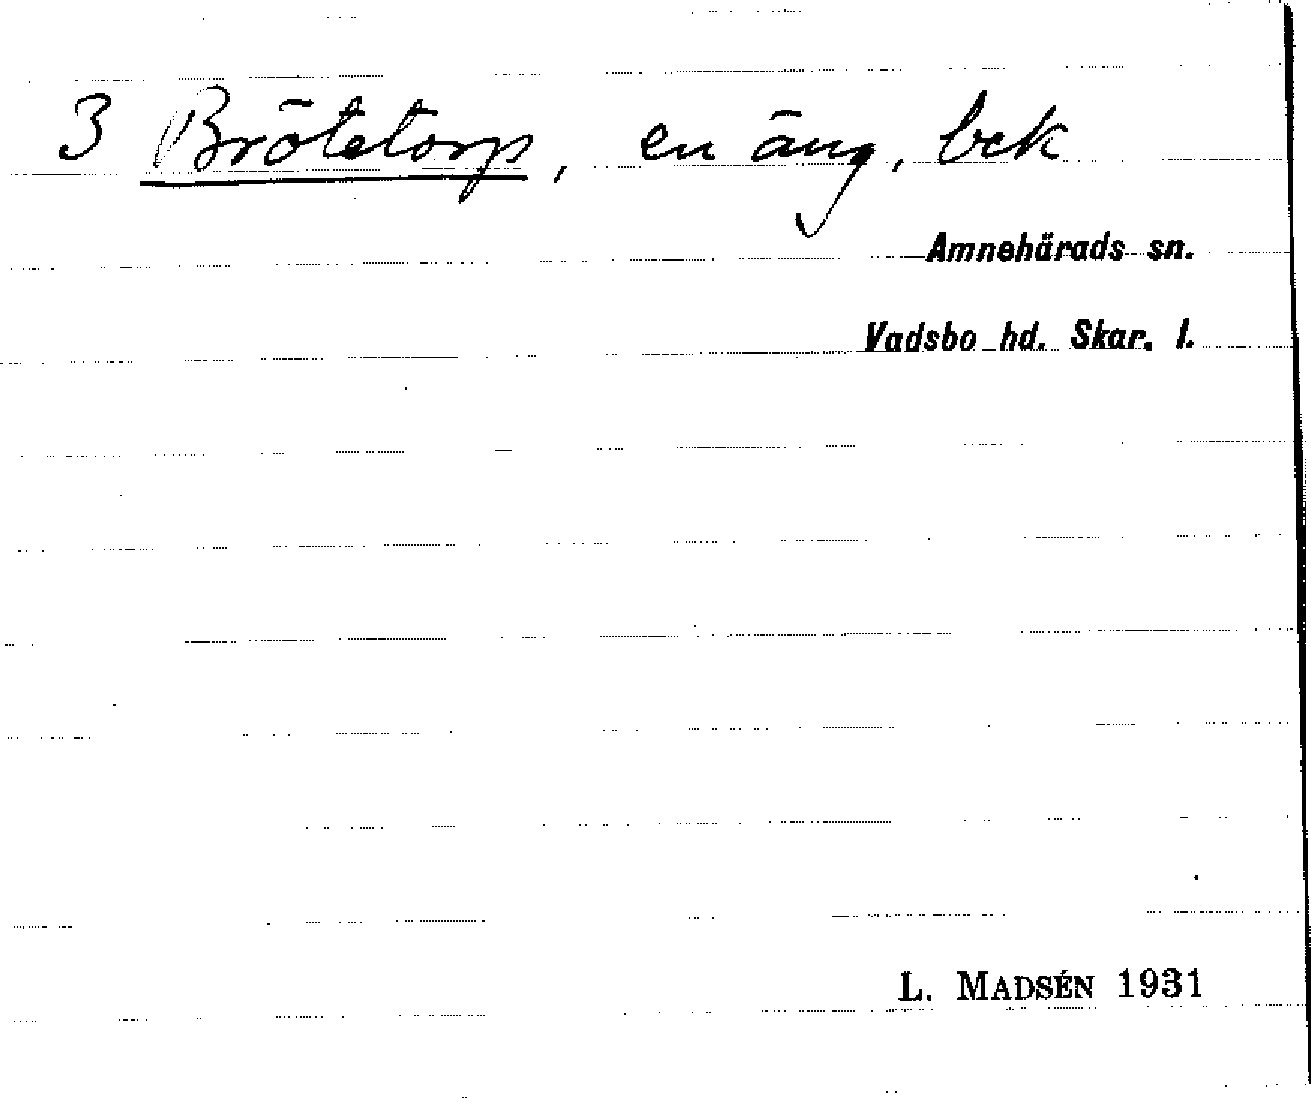 3 Brötetorp, en äng, bek
Amnehärads sn.
Vadsbo hd. Skar. l.
L. MADSÉN 1931